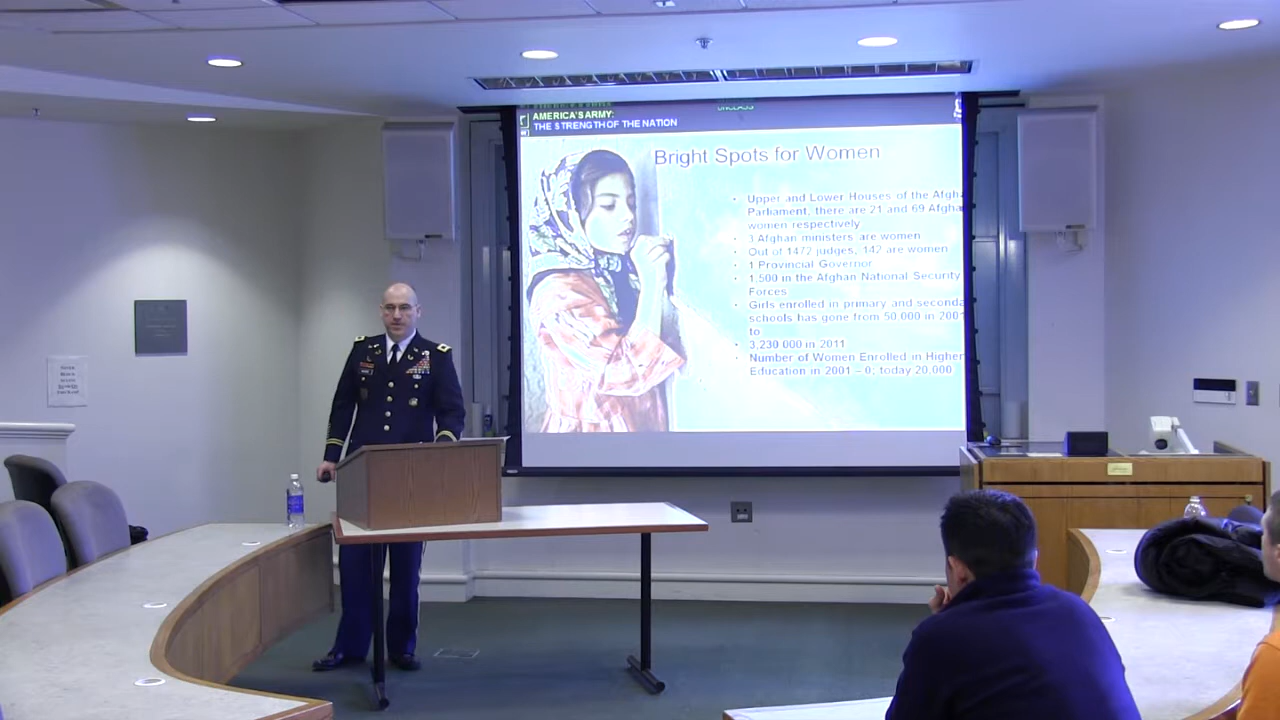 UNCLASS
AMERICA'S ARMY:
THE STRENGTH OF THE NATION
Bright Spots for Women
• Upper and Lower Houses of the Afgha
Parliament, there are 21 and 69 Afghan
women respectively
• 3 Afghan ministers are women
• Out of 1472 judges, 142 are women
• 1 Provincial Governor
• 1,500 in the Afghan National Security
Forces
• Girls enrolled in primary and seconda
schools has gone from 50,000 in 2001
to
• 3,230,000 in 2011
• Number of Women Enrolled in Higher
Education in 2001 – 0; today 20,000